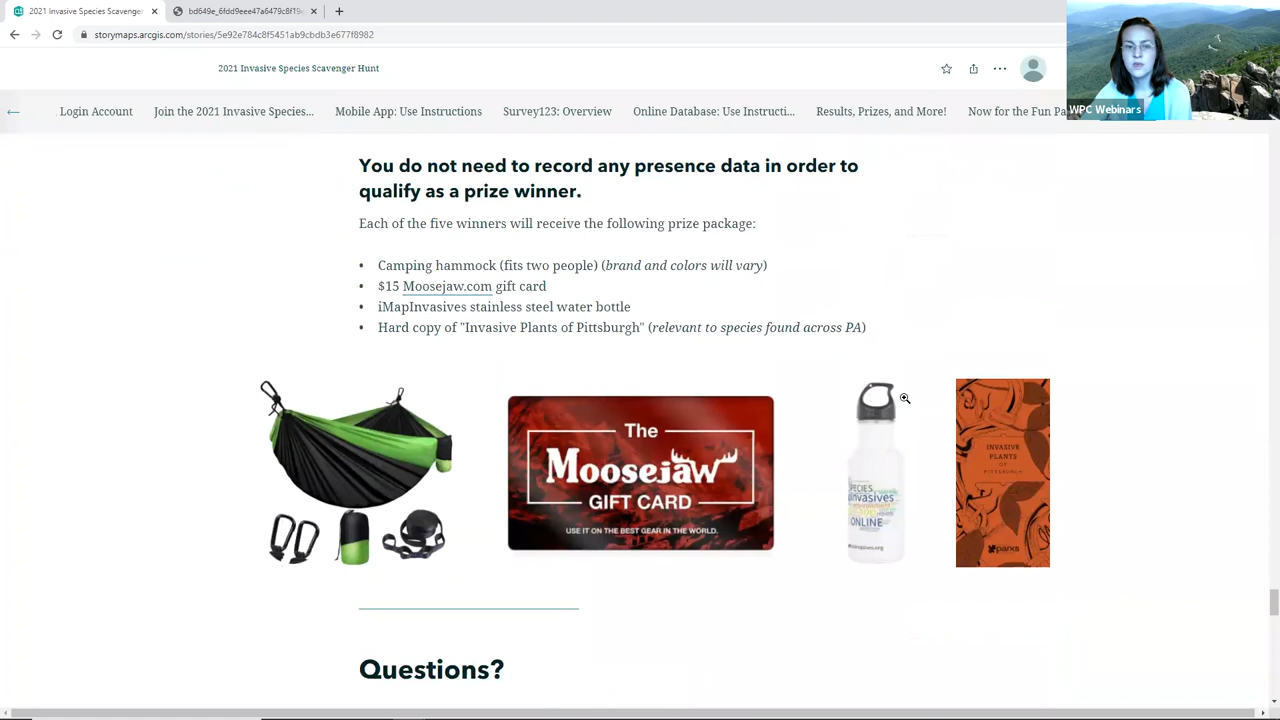 2021 Invasive Species Scavenger
bd649e_6fdd9eee47a6479c8f19
storymaps.arcgis.com/stories/5e92e784c8f5451ab9cbdb3e677f8982
2021 Invasive Species Scavenger Hunt
WPC Webinars
Login Account
Join the 2021 Invasive Species...
Mobile App: Use Instructions
Survey123: Overview
Online Database: Use Instructi...
Results, Prizes, and More!
Now for the Fun Pa
You do not need to record any presence data in order to
qualify as a prize winner.
Each of the five winners will receive the following prize package:
• Camping hammock (fits two people) (brand and colors will vary)
• $15 Moosejaw.com gift card
• iMapInvasives stainless steel water bottle
• Hard copy of "Invasive Plants of Pittsburgh" (relevant to species found across PA)
The
Moosejaw
GIFT CARD
USE IT ON THE BEST GEAR IN THE WORLD.
SPECIES
invasives
ONLINE
INVASIVE
PLANTS
OF
PITTSBURGH
parks
Questions?